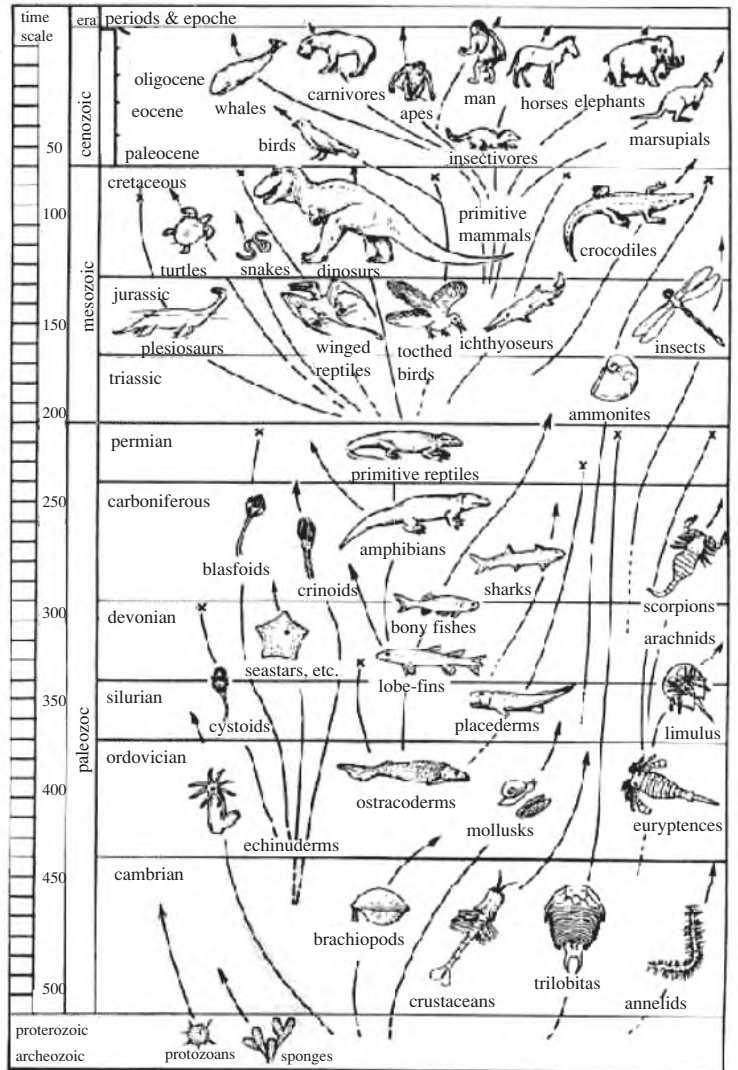 time scale
era
periods & epoche
oligocene
eocene
paleocene
cenozoic
50
whales
carnivores
apes
man
horses
elephants
marsupials
birds
insectivores
cretaceous
100
mesozoic
turtles
snakes
dinosurs
primitive
mammals
crocodiles
jurassic
150
plesiosaurs
winged
reptiles
tocthed
birds
ichthyoseurs
insects
triassic
200
ammonites
permian
primitive reptiles
250
carboniferous
amphibians
blasfoids
crinoids
sharks
scorpions
300
devonian
bony fishes
arachnids
seastars, etc.
lobe-fins
silurian
350
paleozoc
cystoids
placederms
limulus
ordovician
400
ostracoderms
mollusks
euryptences
echinuderms
450
cambrian
brachiopods
crustaceans
trilobitas
annelids
500
proterozoic
archeozoic
protozoans
sponges